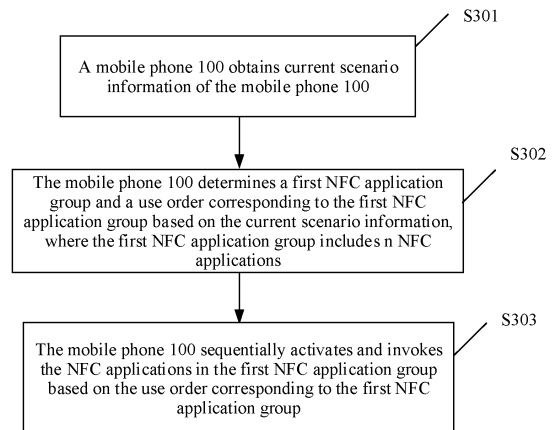 S301
A mobile phone 100 obtains current scenario
information of the mobile phone 100
S302
The mobile phone 100 determines a first NFC application
group and a use order corresponding to the first NFC
application group based on the current scenario information,
where the first NFC application group includes n NFC
applications
S303
The mobile phone 100 sequentially activates and invokes
the NFC applications in the first NFC application group
based on the use order corresponding to the first NFC
application group